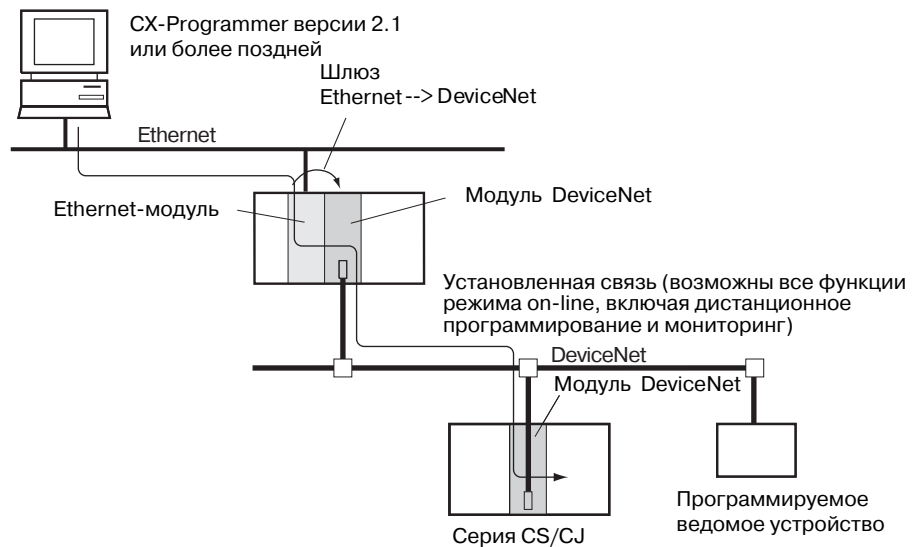 CX-Programmer версии 2.1
или более поздней
Шлюз
Ethernet --> DeviceNet
Ethernet
Ethernet-модуль
Модуль DeviceNet
Установленная связь (возможны все функции
режима on-line, включая дистанционное
программирование и мониторинг)
DeviceNet
Модуль DeviceNet
Программируемое
ведомое устройство
Серия CS/CJ